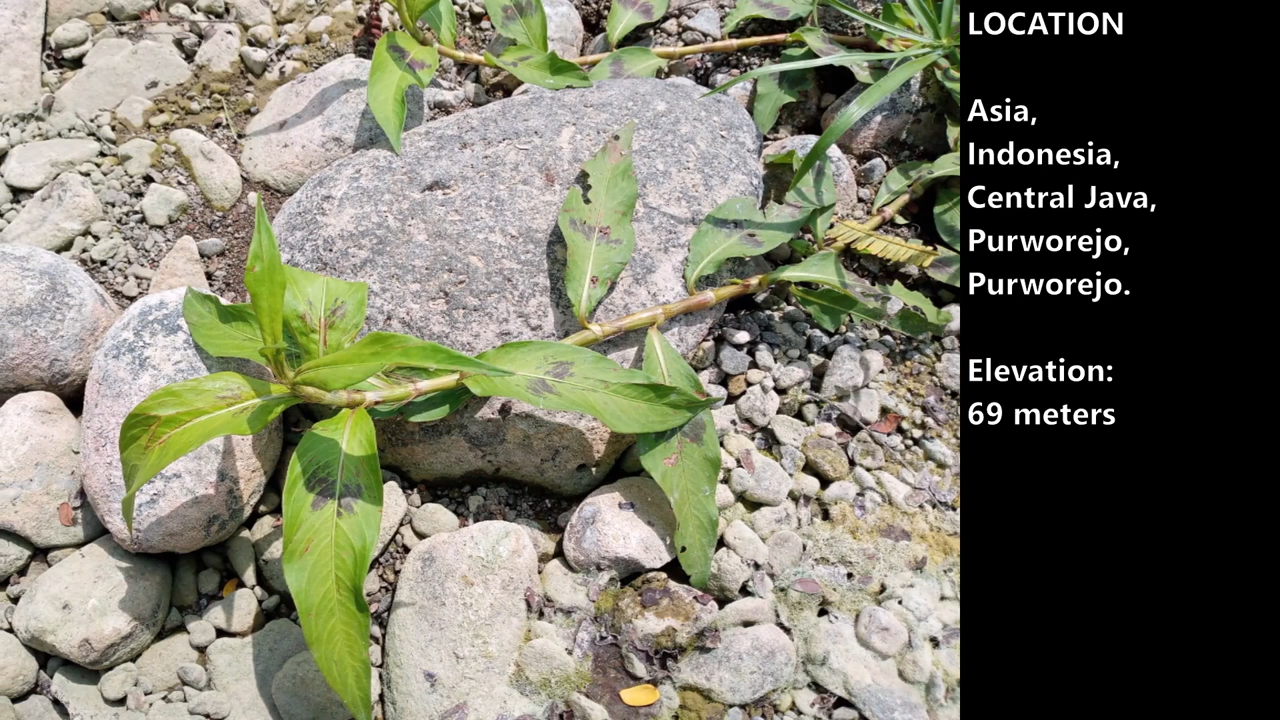 LOCATION
Asia,
Indonesia,
Central Java,
Purworejo,
Purworejo.
Elevation:
69 meters